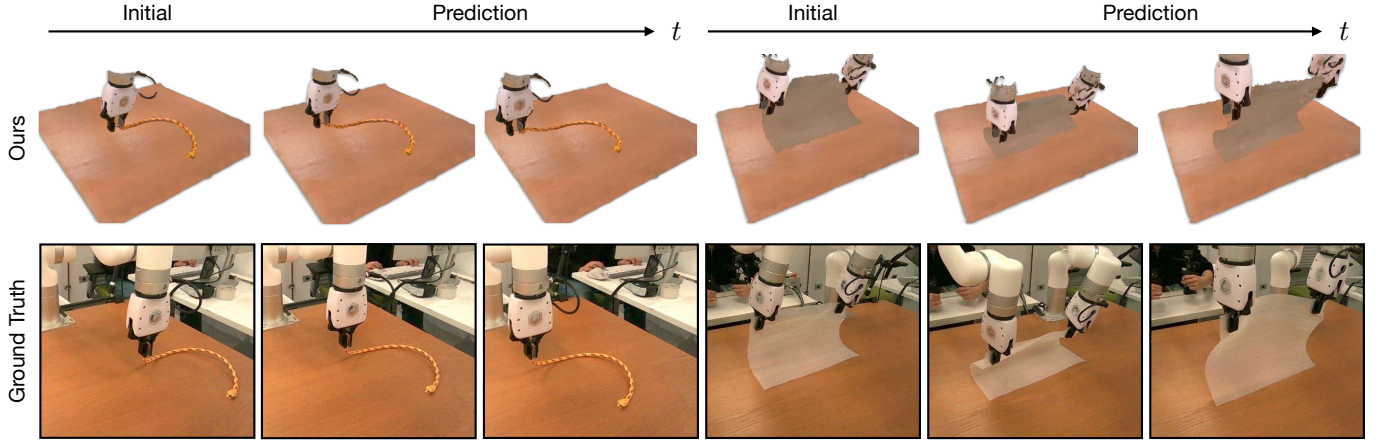 Initial
Prediction
t
Initial
Prediction
t
Ours
Ground Truth